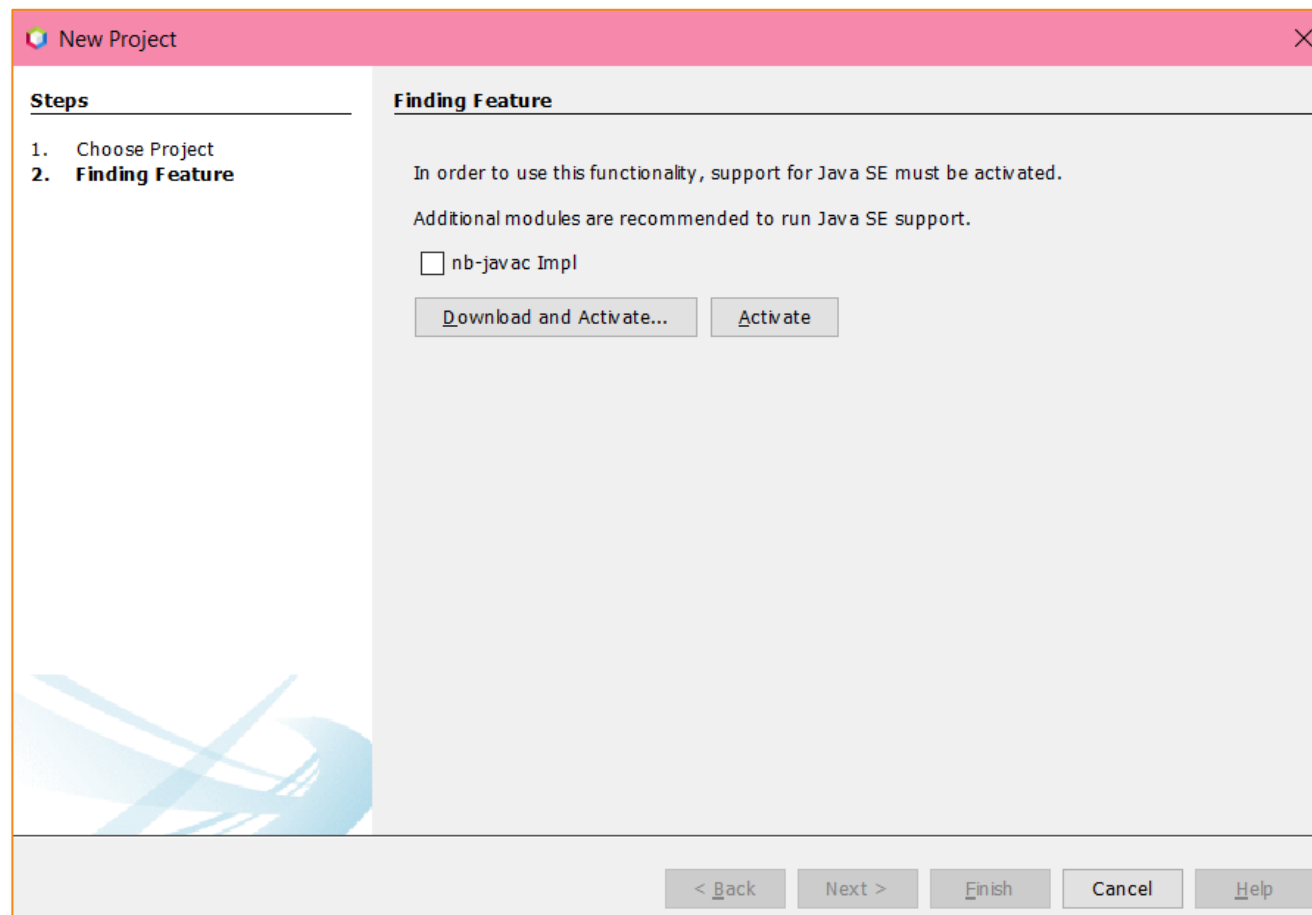 New Project
Steps
1. Choose Project
2. Finding Feature
Finding Feature
In order to use this functionality, support for Java SE must be activated.
Additional modules are recommended to run Java SE support.
nb-javac Impl
Download and Activate... Activate
< Back Next > Finish Cancel Help